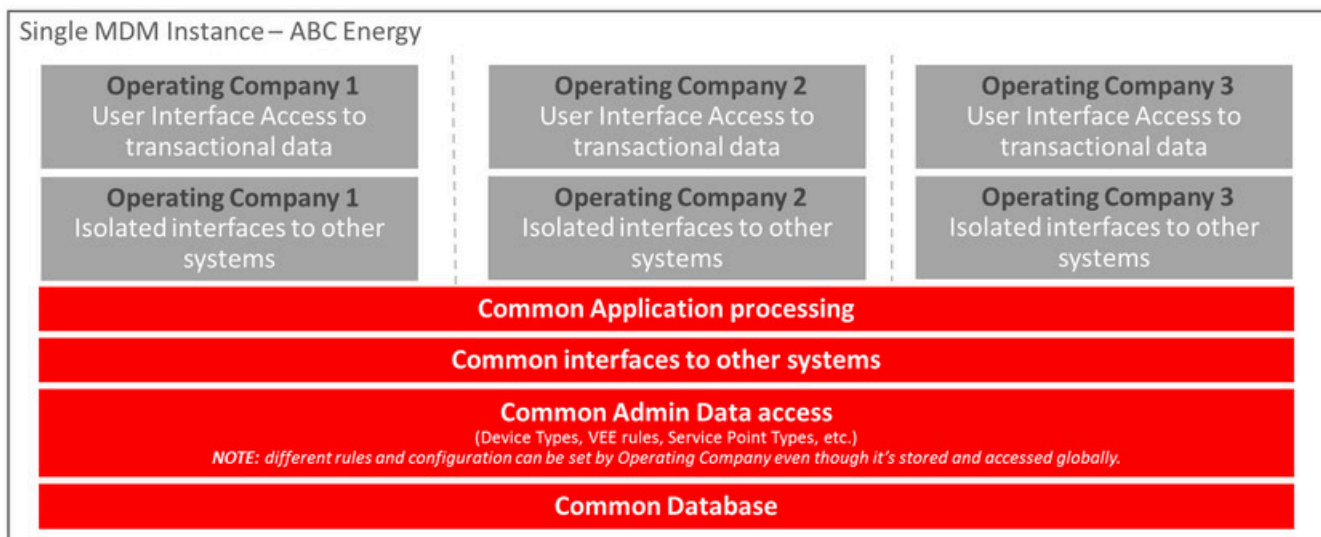 Single MDM Instance – ABC Energy
Operating Company 1
User Interface Access to
transactional data
Operating Company 2
User Interface Access to
transactional data
Operating Company 3
User Interface Access to
transactional data
Operating Company 1
Isolated interfaces to other
systems
Operating Company 2
Isolated interfaces to other
systems
Operating Company 3
Isolated interfaces to other
systems
Common Application processing
Common interfaces to other systems
Common Admin Data access
(Device Types, VEE rules, Service Point Types, etc.)
NOTE: different rules and configuration can be set by Operating Company even though it's stored and accessed globally.
Common Database